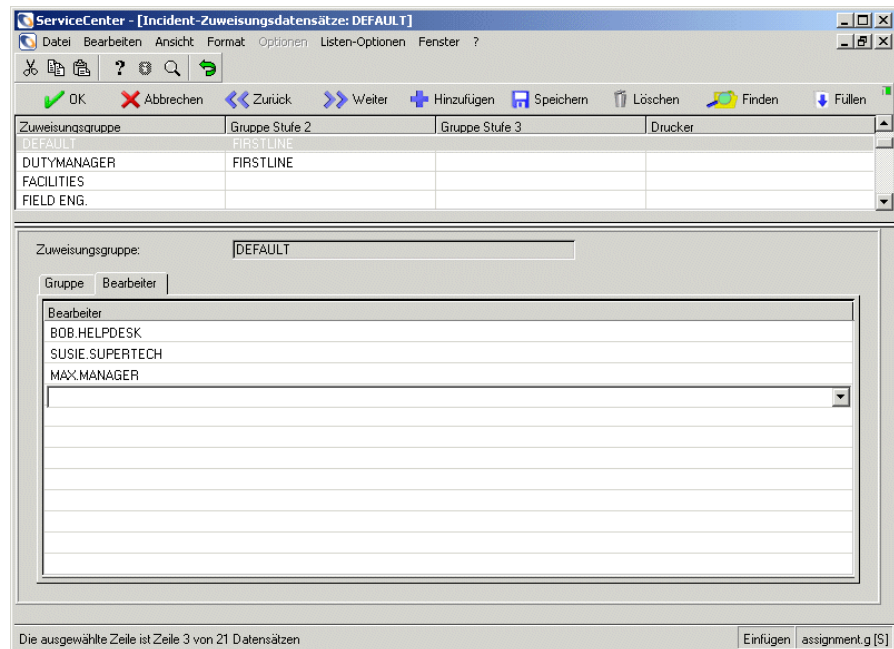 ServiceCenter - [Incident-Zuweisungsdatensätze: DEFAULT]
Datei Bearbeiten Ansicht Format Optionen Listen-Optionen Fenster ?
OK Abbrechen Zurück Weiter Hinzufügen Speichern Löschen Finden Füllen
Zuweisungsgruppe Gruppe Stufe 2 Gruppe Stufe 3 Drucker
DEFAULT FIRSTLINE
DUTYMANAGER FIRSTLINE
FACILITIES
FIELD ENG.
Zuweisungsgruppe: DEFAULT
Gruppe Bearbeiter
Bearbeiter
BOB.HELPDESK
SUSIE.SUPERTECH
MAX.MANAGER
Die ausgewählte Zeile ist Zeile 3 von 21 Datensätzen Einfügen assignment.g [S]